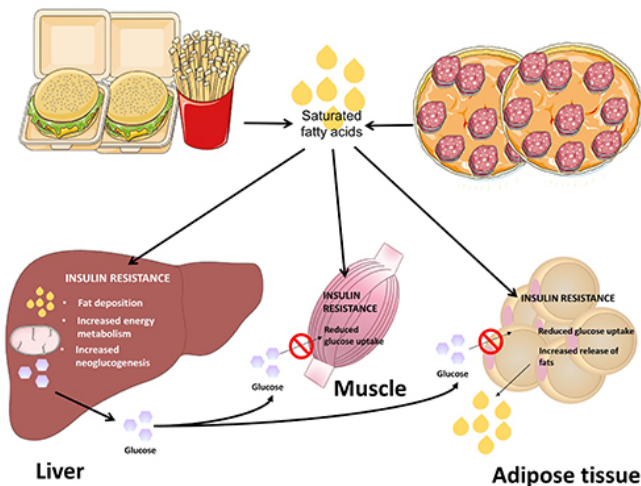 Saturated
fatty acids
INSULIN RESISTANCE
• Fat deposition
• Increased energy
metabolism
• Increased
neoglucogenesis
Glucose
Liver
INSULIN
RESISTANCE
• Reduced
glucose uptake
Glucose
Muscle
INSULIN RESISTANCE
• Reduced glucose uptake
• Increased release of
fats
Glucose
Adipose tissue